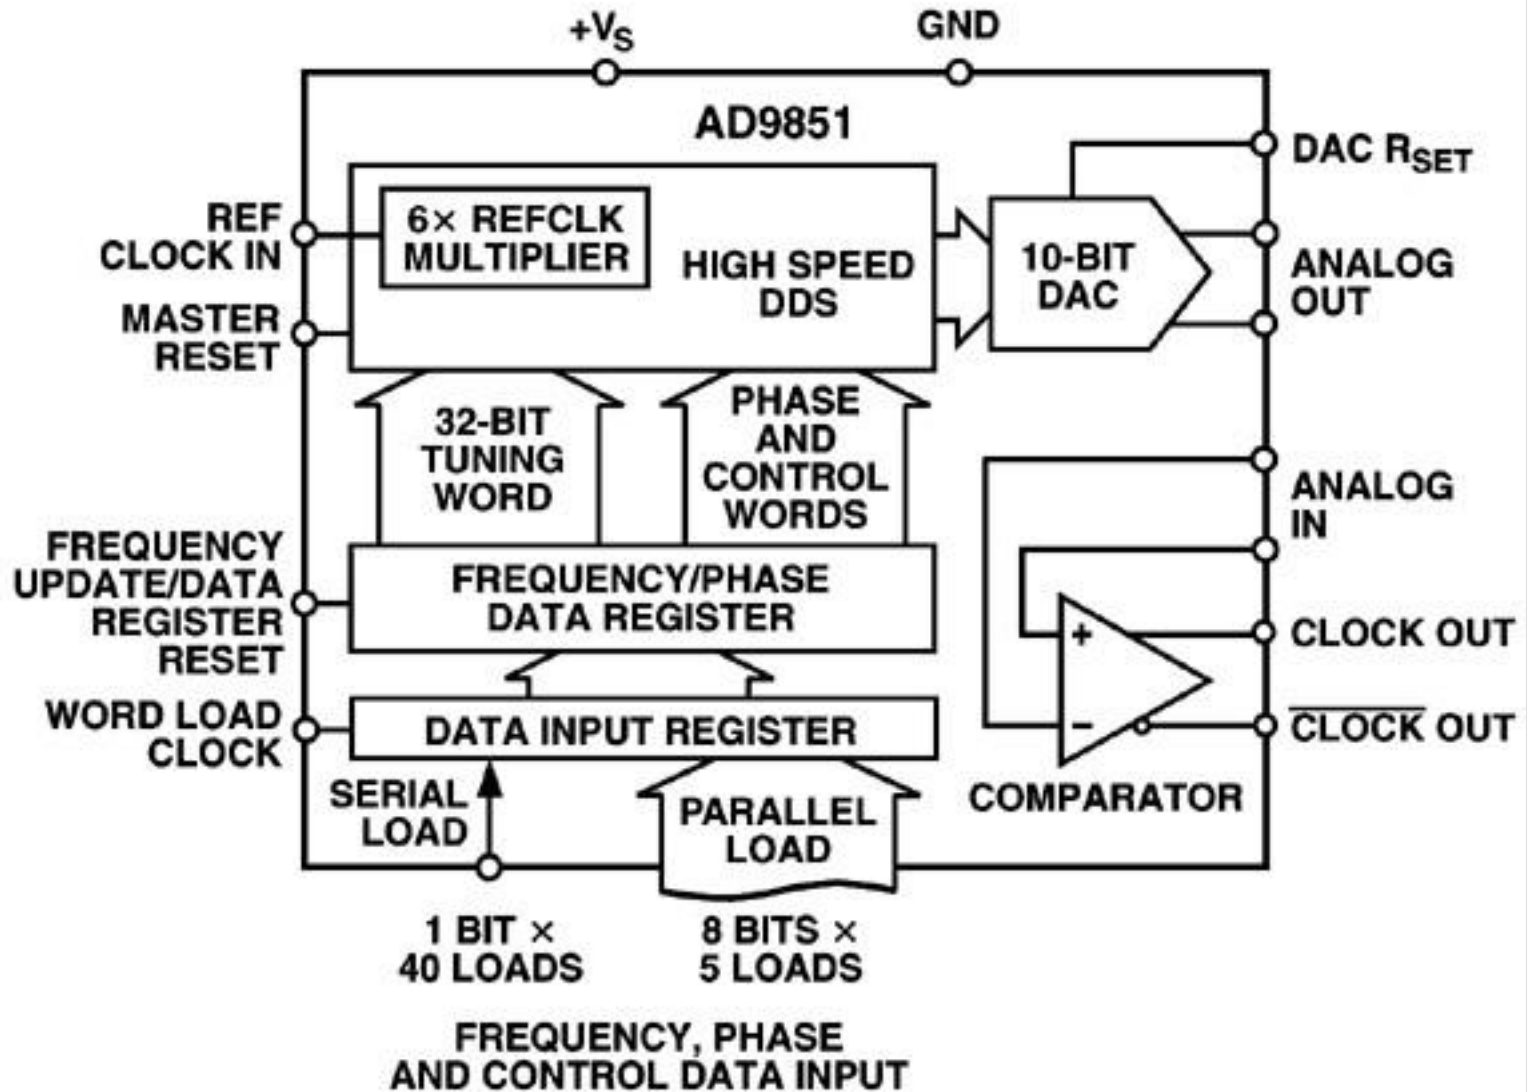 +VS
GND
AD9851
DAC RSET
REF
CLOCK IN
6× REFCLK
MULTIPLIER
HIGH SPEED
DDS
10-BIT
DAC
ANALOG
OUT
MASTER
RESET
32-BIT
TUNING
WORD
PHASE
AND
CONTROL
WORDS
ANALOG
IN
FREQUENCY
UPDATE/DATA
REGISTER
RESET
FREQUENCY/PHASE
DATA REGISTER
+
CLOCK OUT
WORD LOAD
CLOCK
DATA INPUT REGISTER
−
C̅L̅O̅C̅K̅ OUT
COMPARATOR
SERIAL
LOAD
PARALLEL
LOAD
1 BIT ×
40 LOADS
8 BITS ×
5 LOADS
FREQUENCY, PHASE
AND CONTROL DATA INPUT